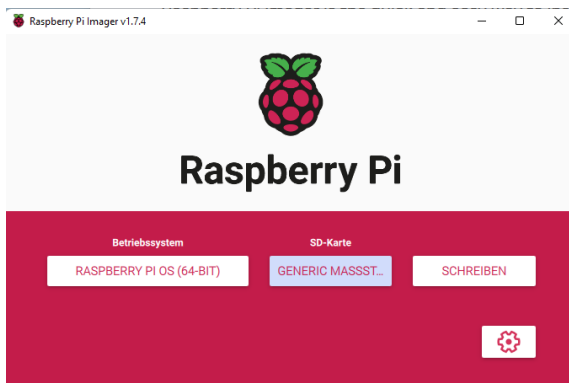 Raspberry Pi Imager v1.7.4
Raspberry Pi
Betriebssystem
SD-Karte
RASPBERRY PI OS (64-BIT)
GENERIC MASSST...
SCHREIBEN